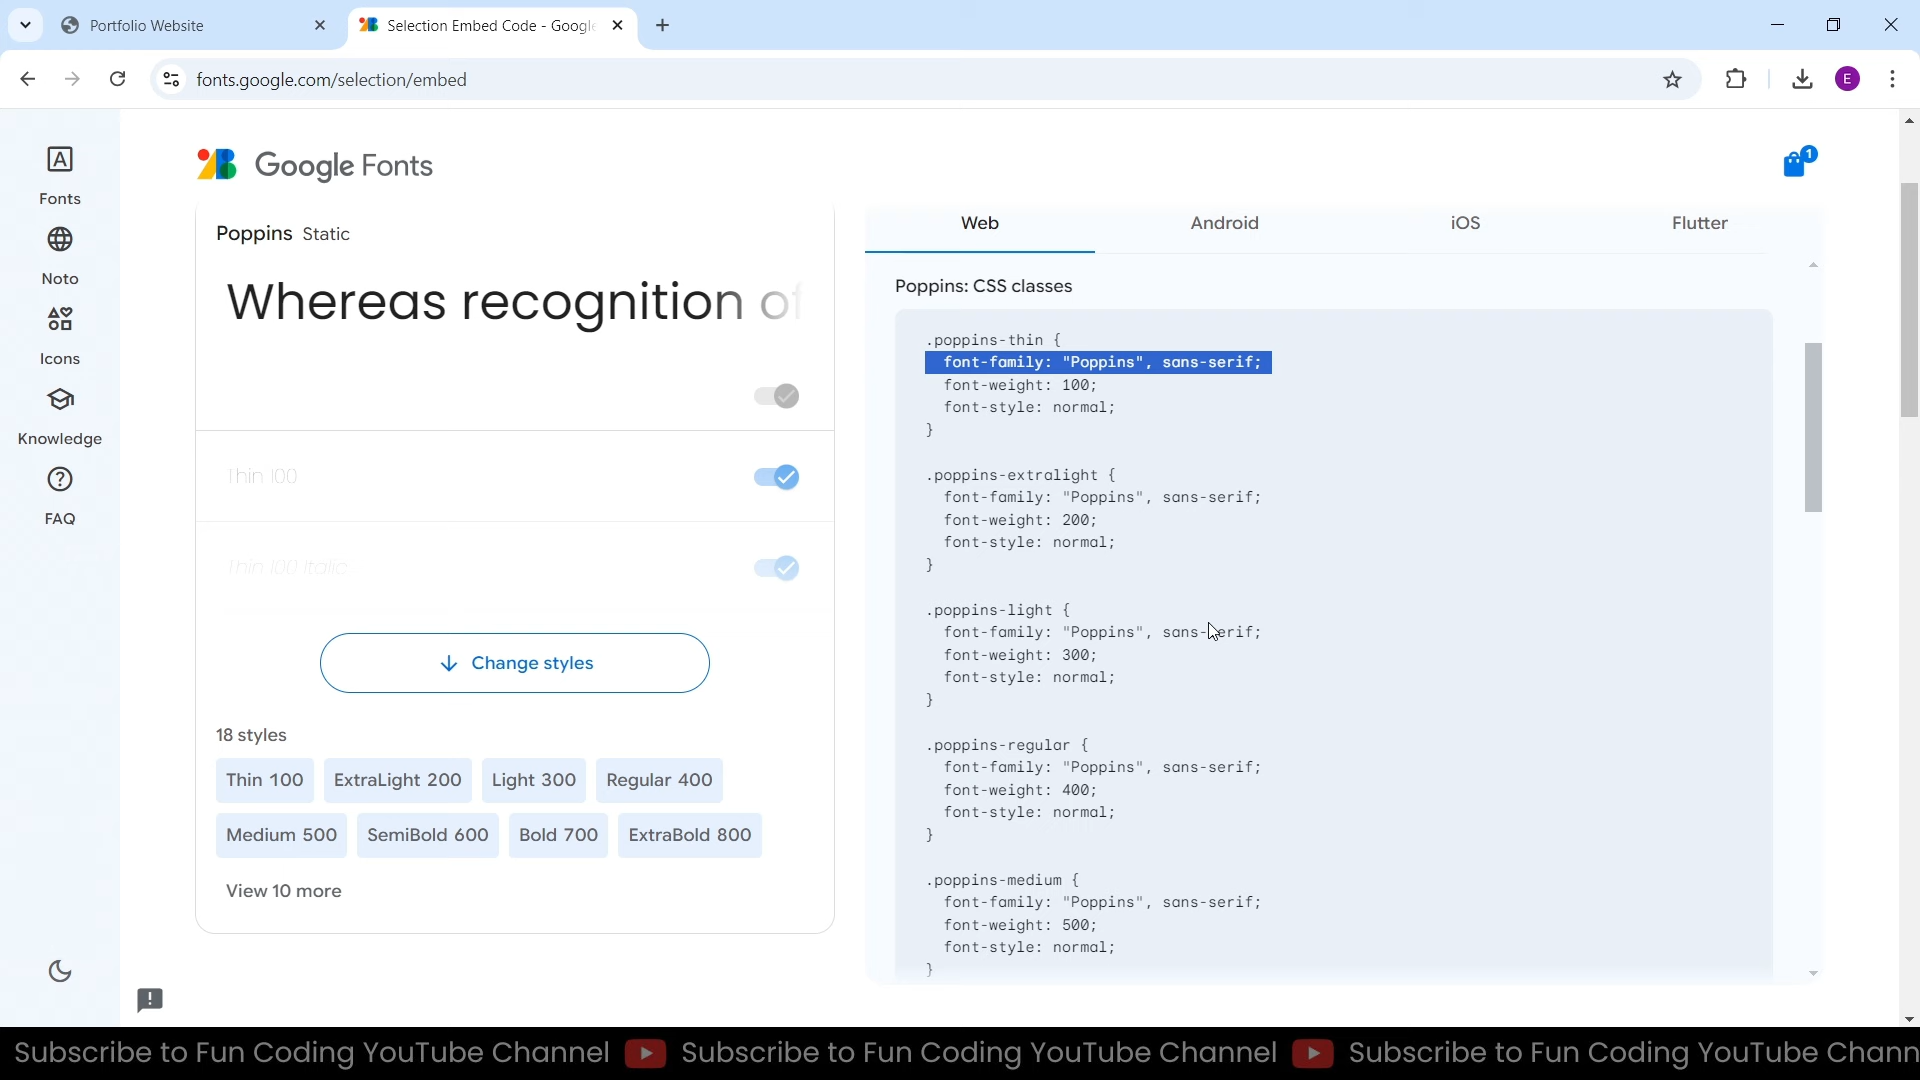 Portfolio Website
Selection Embed Code - Google
fonts.google.com/selection/embed
E
Fonts
Noto
Icons
Knowledge
FAQ
Google Fonts
1
Poppins Static
Whereas recognition of
Thin 100
Thin 100 Italic
Change styles
18 styles
Thin 100 ExtraLight 200 Light 300 Regular 400
Medium 500 SemiBold 600 Bold 700 ExtraBold 800
View 10 more
Web Android iOS Flutter
Poppins: CSS classes
.poppins-thin {
font-family: "Poppins", sans-serif;
font-weight: 100;
font-style: normal;
}
.poppins-extralight {
font-family: "Poppins", sans-serif;
font-weight: 200;
font-style: normal;
}
.poppins-light {
font-family: "Poppins", sans-serif;
font-weight: 300;
font-style: normal;
}
.poppins-regular {
font-family: "Poppins", sans-serif;
font-weight: 400;
font-style: normal;
}
.poppins-medium {
font-family: "Poppins", sans-serif;
font-weight: 500;
font-style: normal;
}
Subscribe to Fun Coding YouTube Channel Subscribe to Fun Coding YouTube Channel Subscribe to Fun Coding YouTube Chann